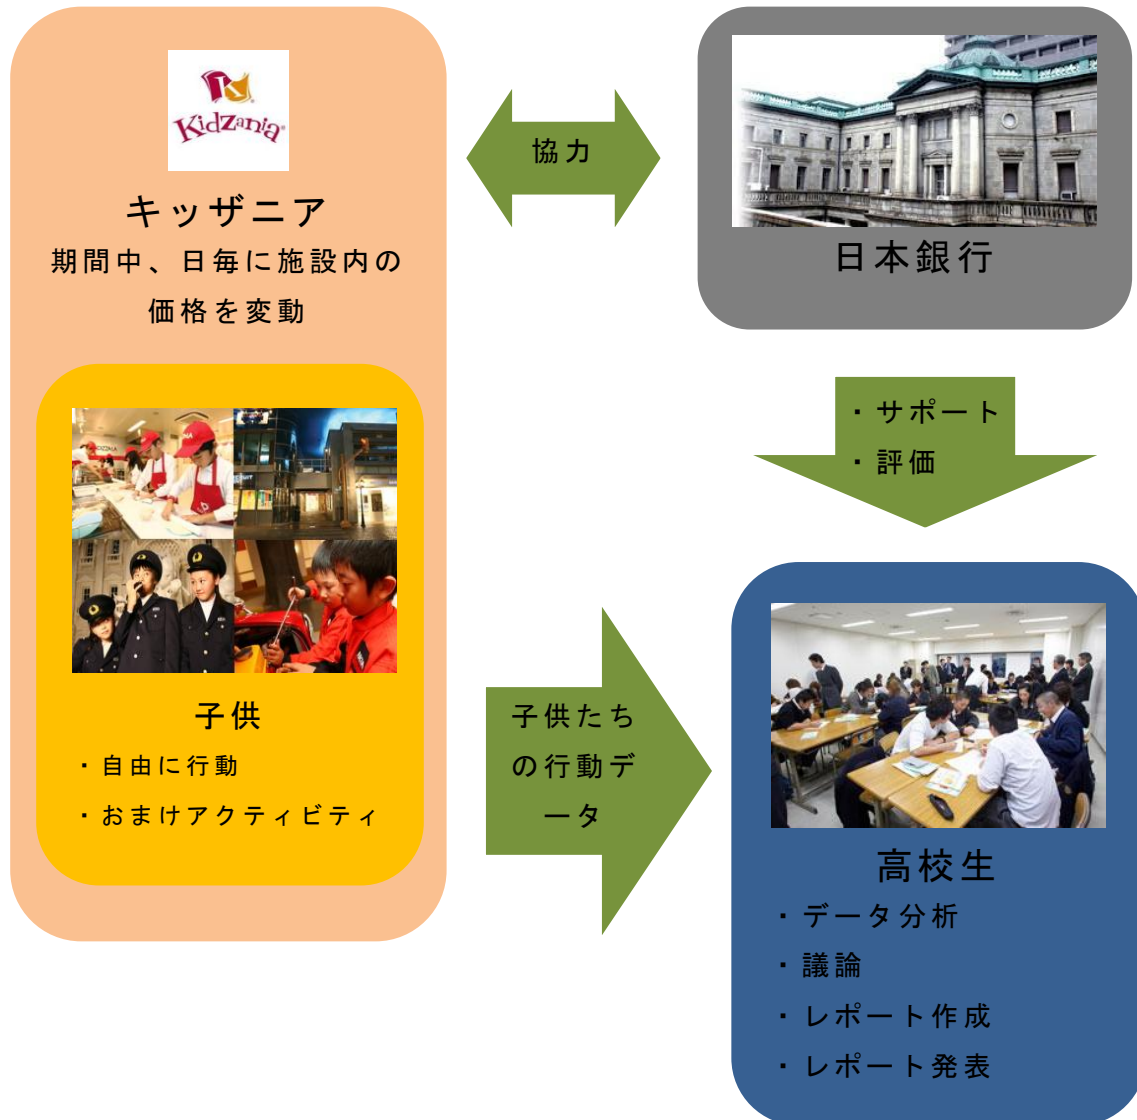 Kidzania
キッザニア
期間中、日毎に施設内の
価格を変動
子供
・自由に行動
・おまけアクティビティ
協力
日本銀行
・サポート
・評価
子供たち
の行動デ
ータ
高校生
・データ分析
・議論
・レポート作成
・レポート発表